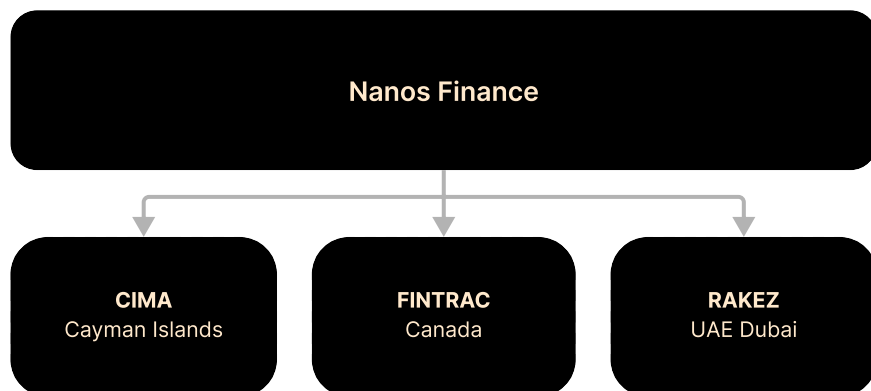 Nanos Finance
CIMA
Cayman Islands
FINTRAC
Canada
RAKEZ
UAE Dubai